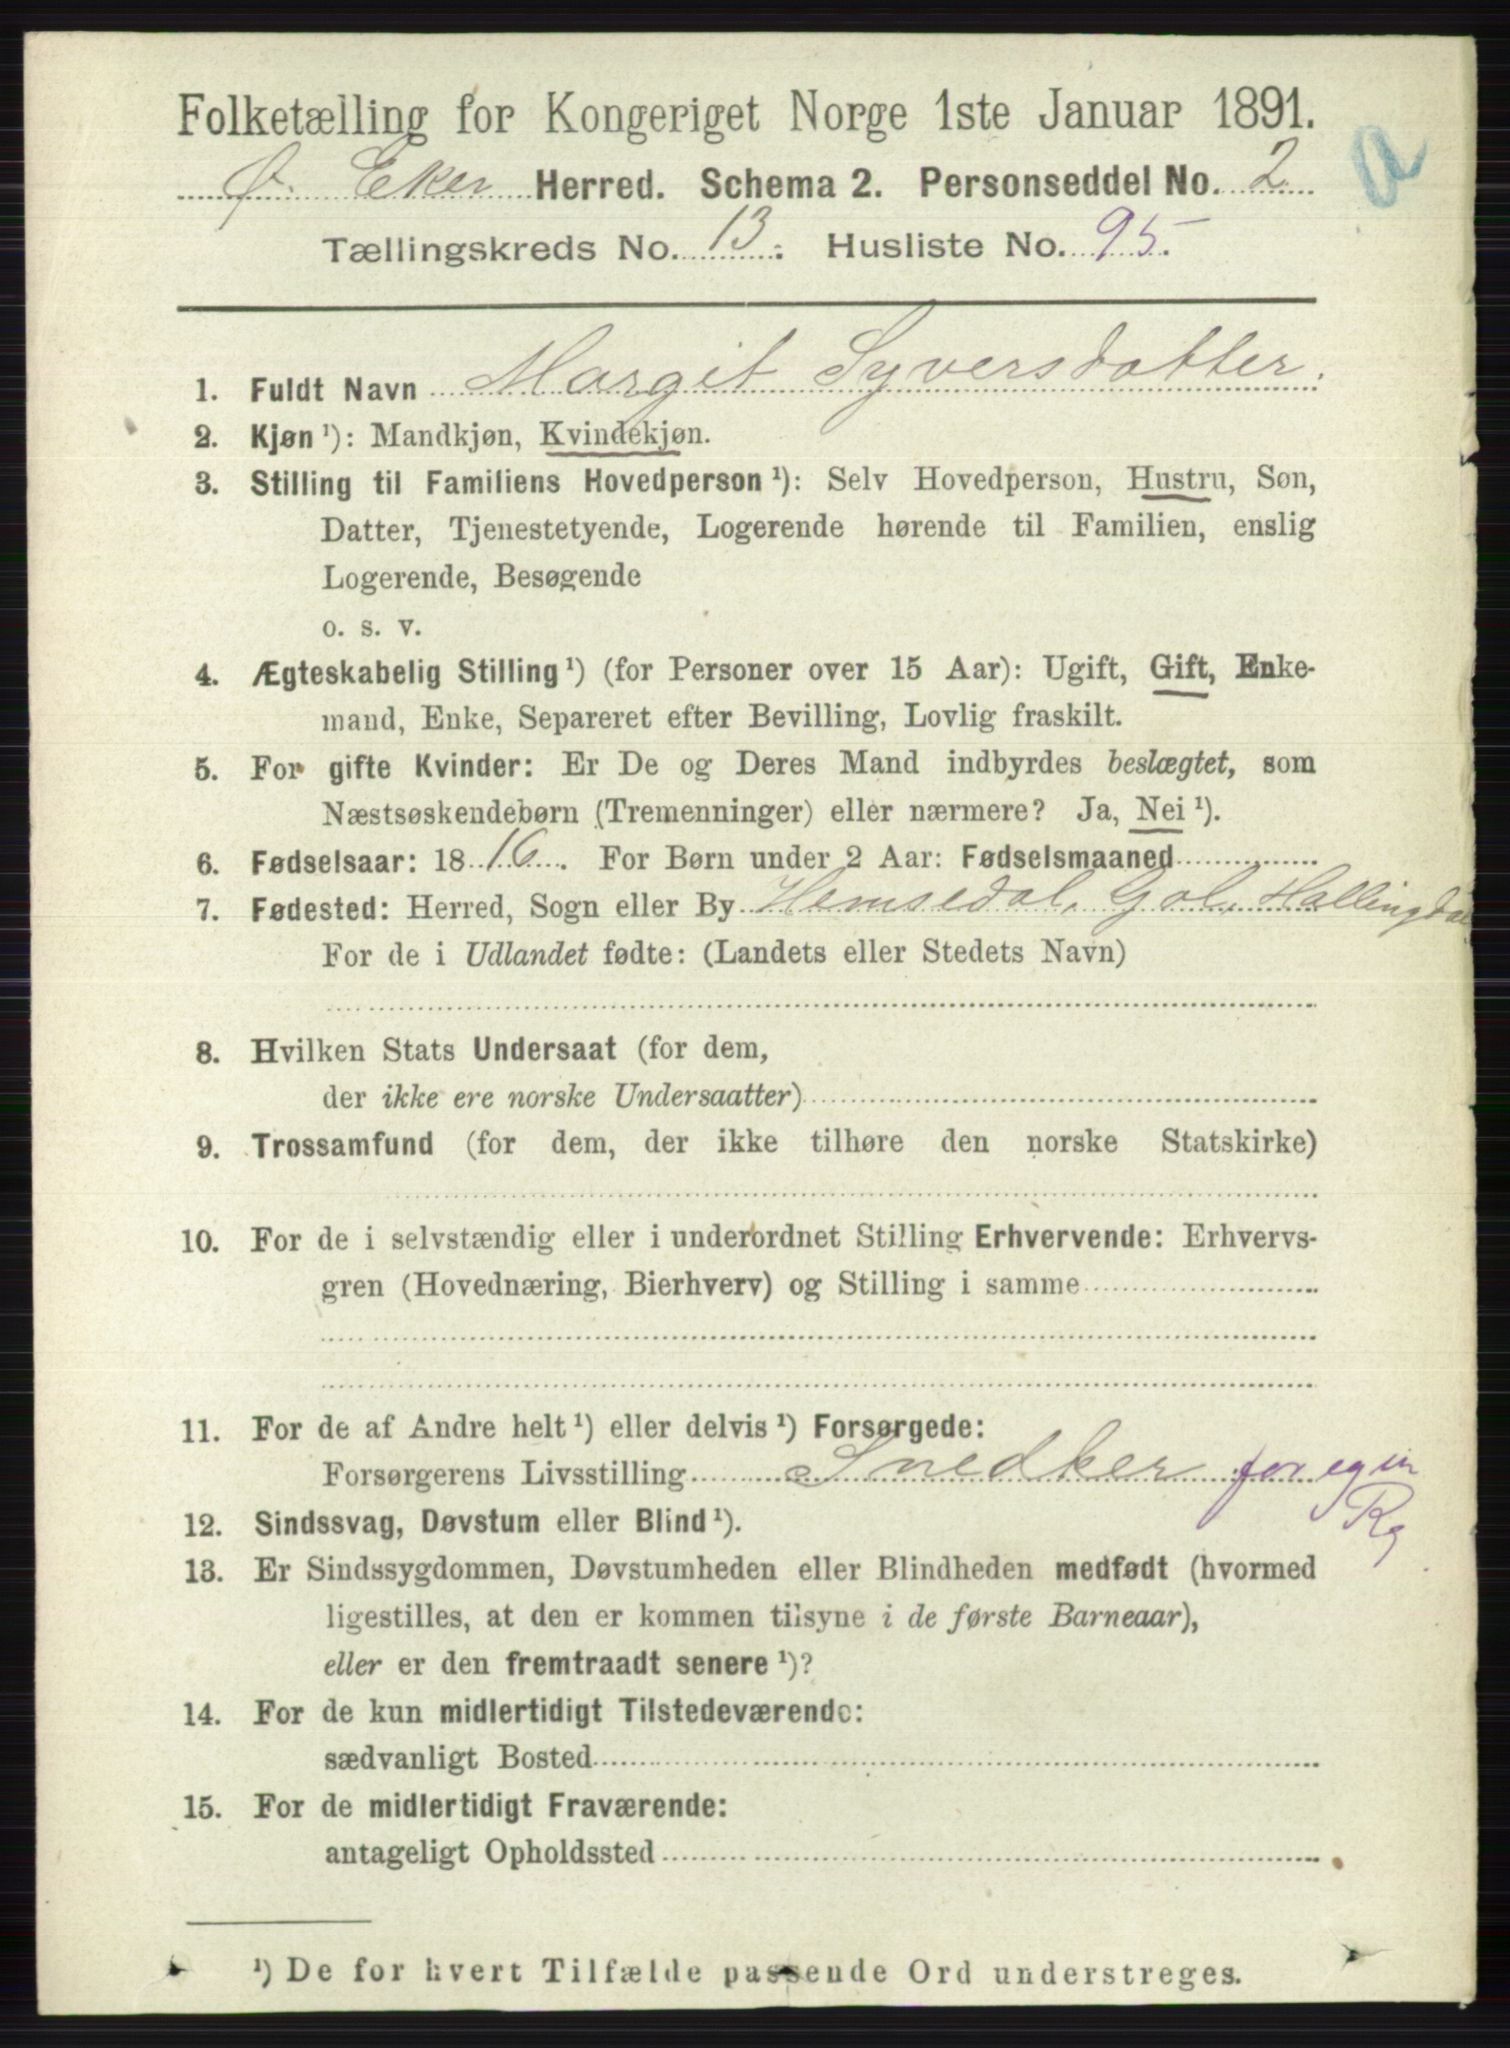 Folketælling for Kongeriget Norge 1ste Januar 1891.
a
Ø. Eker Herred. Schema 2. Personseddel No. 2
Tællingskreds No. 13. Husliste No. 95.
1. Fuldt Navn Margit Syversdatter.
2. Kjøn ¹): Mandkjøn, Kvindekjøn.
3. Stilling til Familiens Hovedperson ¹): Selv Hovedperson, Hustru, Søn,
Datter, Tjenestetyende, Logerende hørende til Familien, enslig
Logerende, Besøgende
o. s. v.
4. Ægteskabelig Stilling ¹) (for Personer over 15 Aar): Ugift, Gift, Enke-
mand, Enke, Separeret efter Bevilling, Lovlig fraskilt.
5. For gifte Kvinder: Er De og Deres Mand indbyrdes beslægtet, som
Næstsøskendebørn (Tremenninger) eller nærmere? Ja, Nei ¹).
6. Fødselsaar: 1816. For Børn under 2 Aar: Fødselsmaaned
7. Fødested: Herred, Sogn eller By Hemsedal, Gol, Hallingdal
For de i Udlandet fødte: (Landets eller Stedets Navn)
8. Hvilken Stats Undersaat (for dem,
der ikke ere norske Undersaatter)
9. Trossamfund (for dem, der ikke tilhøre den norske Statskirke)
10. For de i selvstændig eller i underordnet Stilling Erhvervende: Erhvervs-
gren (Hovednæring, Bierhverv) og Stilling i samme
11. For de af Andre helt ¹) eller delvis ¹) Forsørgede:
Forsørgerens Livsstilling Snedker for egen
Rg
12. Sindssvag, Døvstum eller Blind ¹).
13. Er Sindssygdommen, Døvstumheden eller Blindheden medfødt (hvormed
ligestilles, at den er kommen tilsyne i de første Barneaar),
eller er den fremtraadt senere ¹)?
14. For de kun midlertidigt Tilstedeværende:
sædvanligt Bosted
15. For de midlertidigt Fraværende:
antageligt Opholdssted
¹) De for hvert Tilfælde passende Ord understreges.